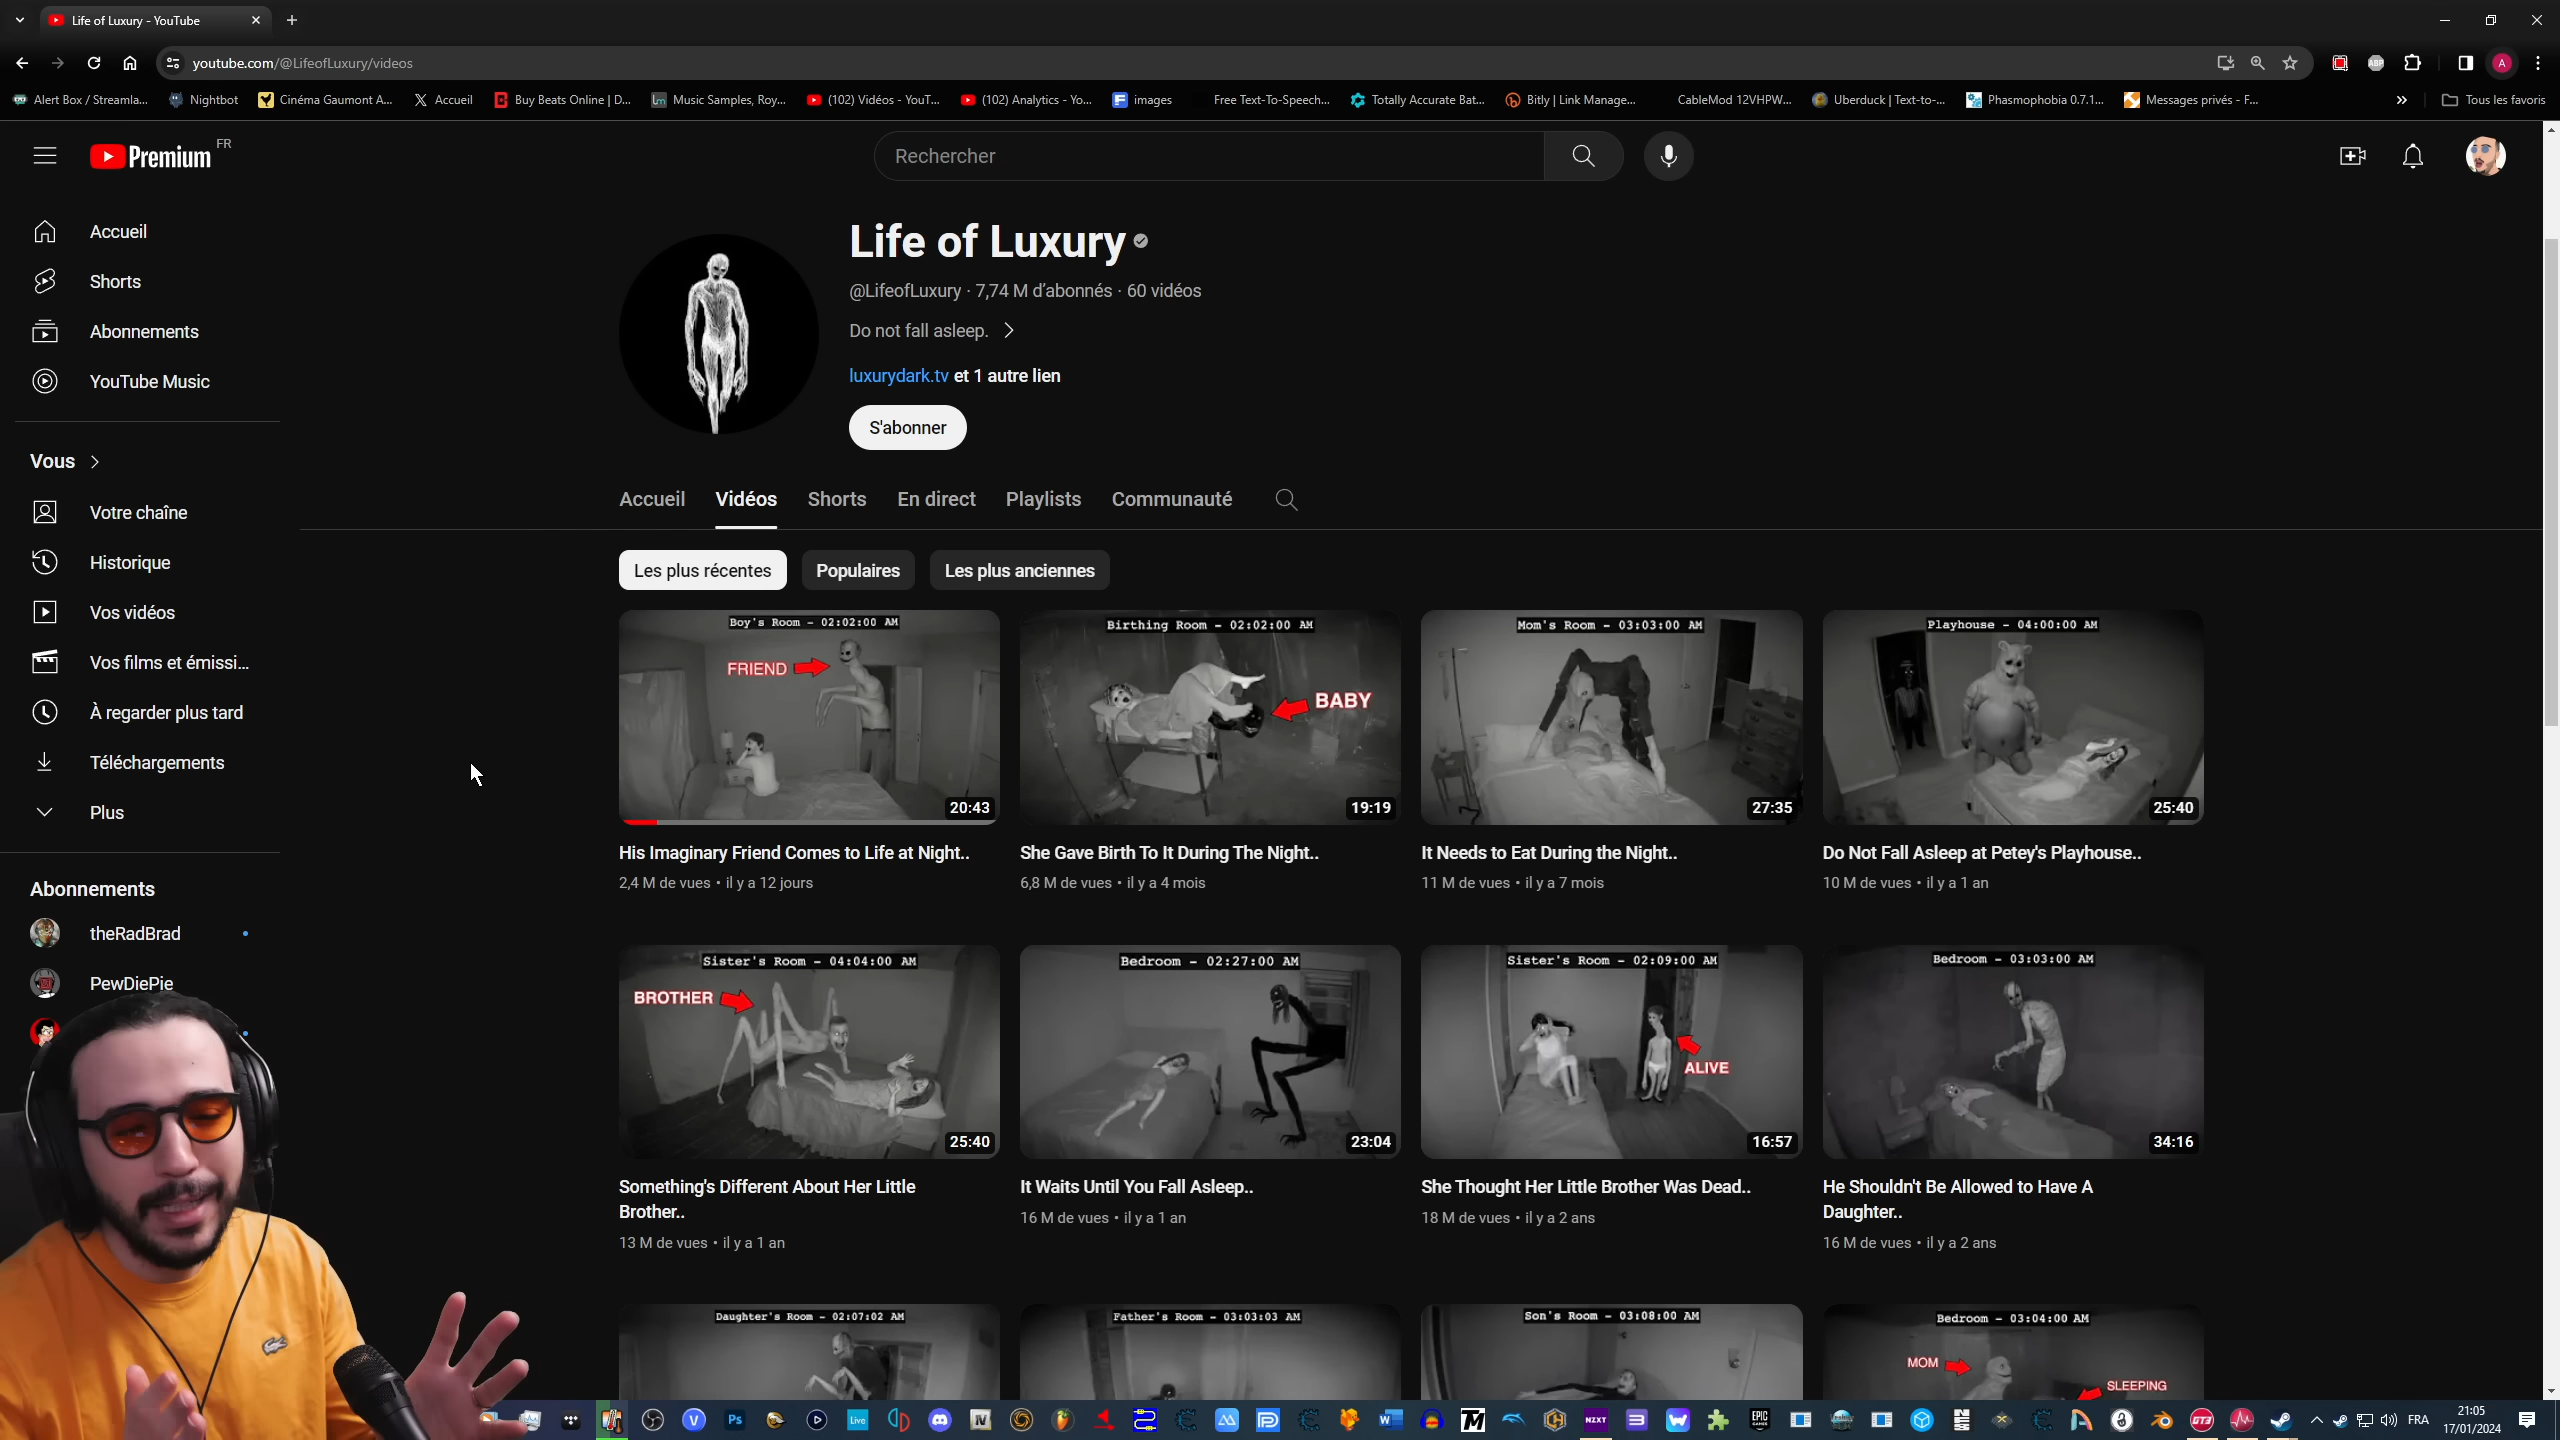 Life of Luxury - YouTube
youtube.com/@LifeofLuxury/videos
Alert Box / Streamla...
Nightbot
Cinéma Gaumont A...
Accueil
Buy Beats Online | D...
Music Samples, Roy...
(102) Vidéos - YouT...
(102) Analytics - Yo...
images
Free Text-To-Speech...
Totally Accurate Bat...
Bitly | Link Manage...
CableMod 12VHPW...
Uberduck | Text-to-...
Phasmophobia 0.7.1...
Messages privés - F...
Tous les favoris
Premium FR
Rechercher
Accueil
Shorts
Abonnements
YouTube Music
Vous
Votre chaîne
Historique
Vos vidéos
Vos films et émissi...
À regarder plus tard
Téléchargements
Plus
Abonnements
theRadBrad
PewDiePie
Life of Luxury
@LifeofLuxury · 7,74 M d'abonnés · 60 vidéos
Do not fall asleep.
luxurydark.tv et 1 autre lien
S'abonner
Accueil Vidéos Shorts En direct Playlists Communauté
Les plus récentes Populaires Les plus anciennes
Boy's Room - 02:02:00 AM
FRIEND
20:43
His Imaginary Friend Comes to Life at Night..
2,4 M de vues • il y a 12 jours
Birthing Room - 02:02:00 AM
BABY
19:19
She Gave Birth To It During The Night..
6,8 M de vues • il y a 4 mois
Mom's Room - 03:03:00 AM
27:35
It Needs to Eat During the Night..
11 M de vues • il y a 7 mois
Playhouse - 04:00:00 AM
25:40
Do Not Fall Asleep at Petey's Playhouse..
10 M de vues • il y a 1 an
Sister's Room - 04:04:00 AM
BROTHER
25:40
Something's Different About Her Little
Brother..
13 M de vues • il y a 1 an
Bedroom - 02:27:00 AM
23:04
It Waits Until You Fall Asleep..
16 M de vues • il y a 1 an
Sister's Room - 02:09:00 AM
ALIVE
16:57
She Thought Her Little Brother Was Dead..
18 M de vues • il y a 2 ans
Bedroom - 03:03:00 AM
34:16
He Shouldn't Be Allowed to Have A
Daughter..
16 M de vues • il y a 2 ans
Daughter's Room - 02:07:02 AM
Father's Room - 03:03:03 AM
Son's Room - 03:08:00 AM
Bedroom - 03:04:00 AM
MOM
SLEEPING
FRA
21:05
17/01/2024